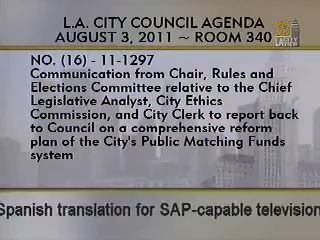 L.A. CITY COUNCIL AGENDA
AUGUST 3, 2011 ~ ROOM 340
35
NO. (16) - 11-1297
Communication from Chair, Rules and
Elections Committee relative to the Chief
Legislative Analyst, City Ethics
Commission, and City Clerk to report back
to Council on a comprehensive reform
plan of the City's Public Matching Funds
system
Spanish translation for SAP-capable television